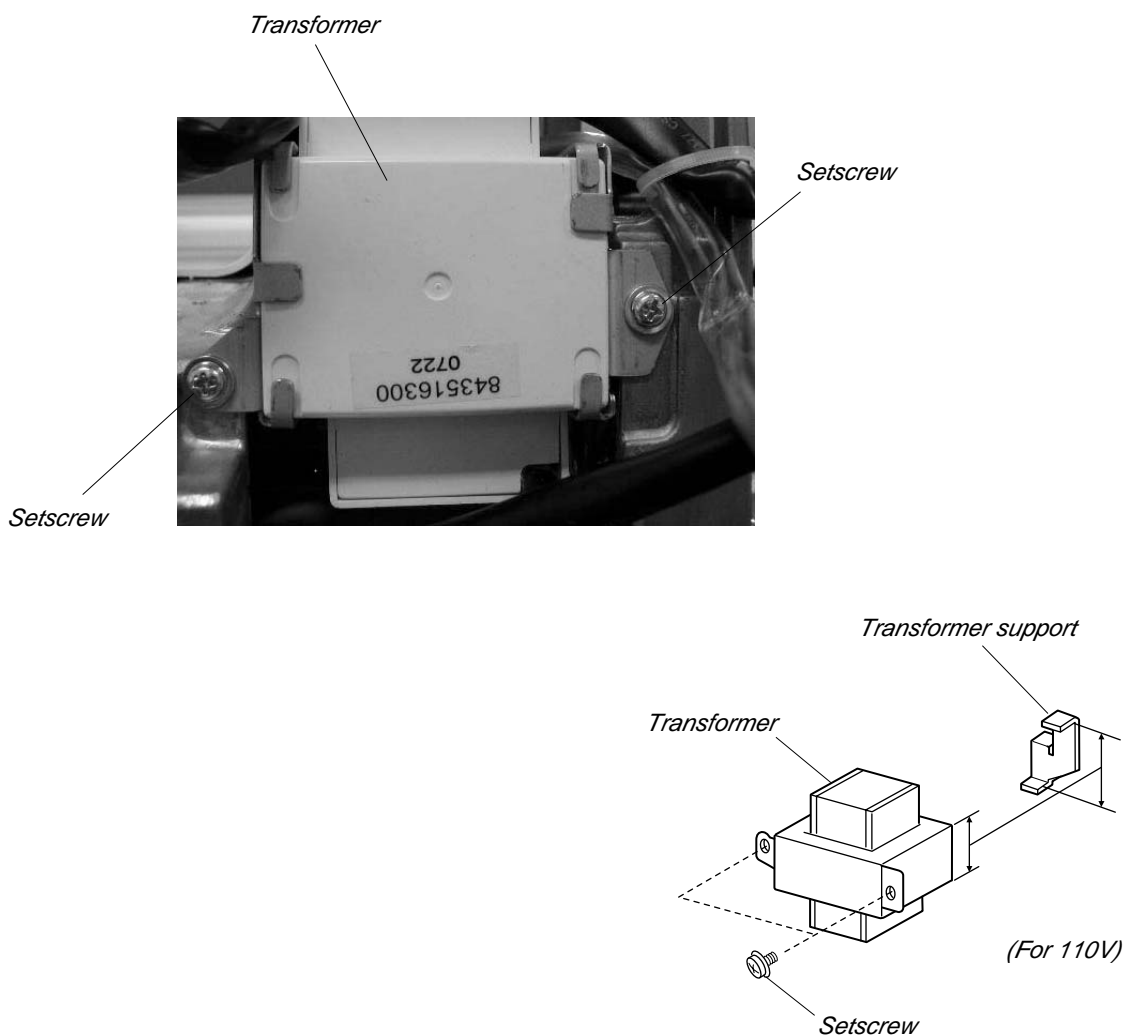 Transformer
Setscrew
0722
843516300
Setscrew
Transformer support
Transformer
(For 110V)
Setscrew